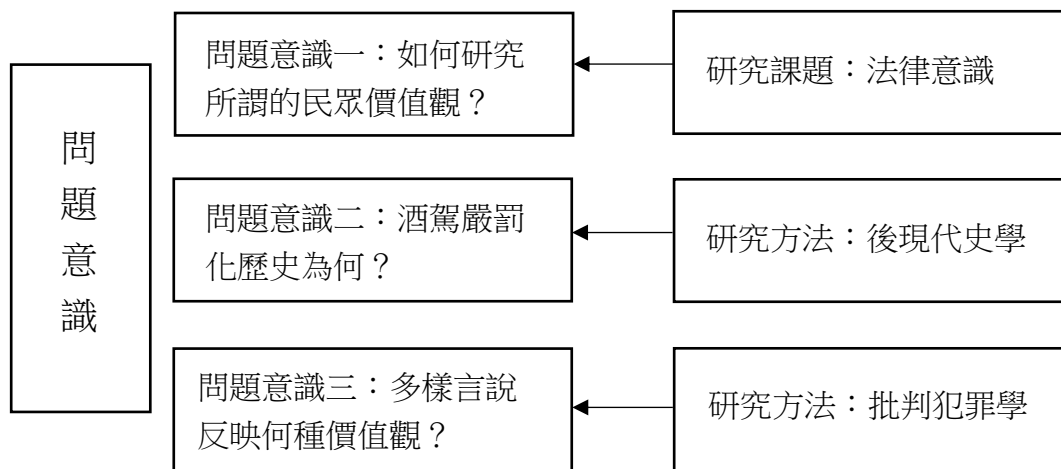 問題意識
問題意識一：如何研究
所謂的民眾價值觀？
研究課題：法律意識
問題意識二：酒駕嚴罰
化歷史為何？
研究方法：後現代史學
問題意識三：多樣言說
反映何種價值觀？
研究方法：批判犯罪學